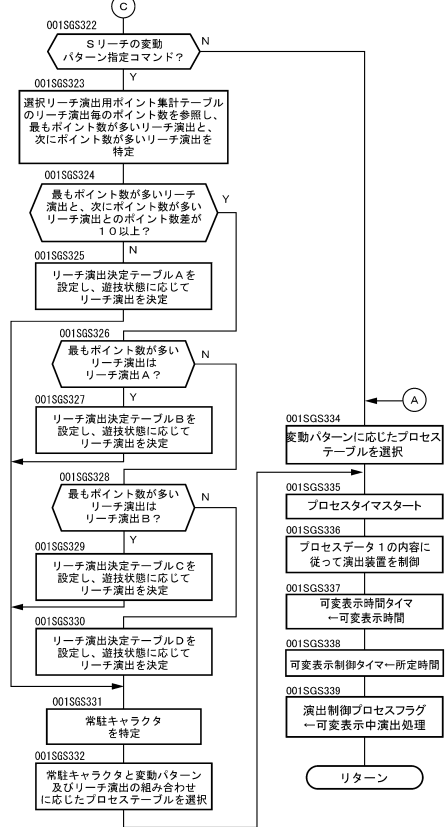 C
001SGS322
Sリーチの変動
パターン指定コマンド？
N
Y
001SGS323
選択リーチ演出用ポイント集計テーブル
のリーチ演出毎のポイント数を参照し、
最もポイント数が多いリーチ演出と、
次にポイント数が多いリーチ演出を
特定
001SGS324
最もポイント数が多いリーチ
演出と、次にポイント数が多い
リーチ演出とのポイント数差が
１０以上？
Y
N
001SGS325
リーチ演出決定テーブルAを
設定し、遊技状態に応じて
リーチ演出を決定
001SGS326
最もポイント数が多い
リーチ演出は
リーチ演出A？
N
Y
001SGS327
リーチ演出決定テーブルBを
設定し、遊技状態に応じて
リーチ演出を決定
001SGS328
最もポイント数が多い
リーチ演出は
リーチ演出B？
N
Y
001SGS329
リーチ演出決定テーブルCを
設定し、遊技状態に応じて
リーチ演出を決定
001SGS330
リーチ演出決定テーブルDを
設定し、遊技状態に応じて
リーチ演出を決定
001SGS331
常駐キャラクタ
を特定
001SGS332
常駐キャラクタと変動パターン
及びリーチ演出の組み合わせ
に応じたプロセステーブルを選択
A
001SGS334
変動パターンに応じたプロセス
テーブルを選択
001SGS335
プロセスタイマスタート
001SGS336
プロセスデータ１の内容に
従って演出装置を制御
001SGS337
可変表示時間タイマ
←可変表示時間
001SGS338
可変表示制御タイマ←所定時間
001SGS339
演出制御プロセスフラグ
←可変表示中演出処理
リターン